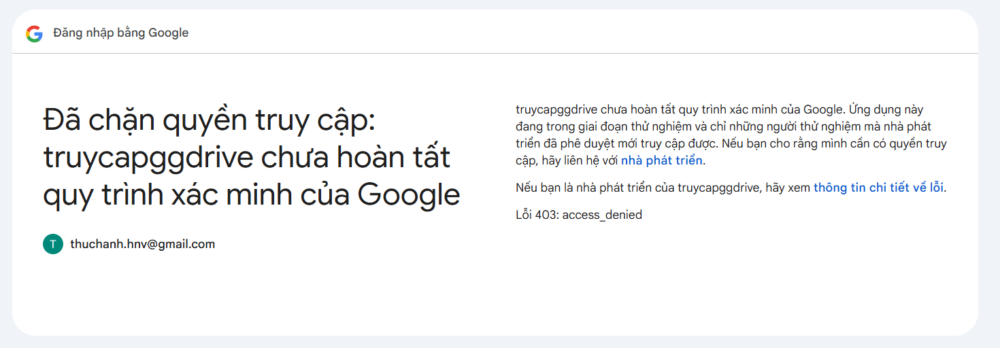 Đăng nhập bằng Google
Đã chặn quyền truy cập:
truycapggdrive chưa hoàn tất
quy trình xác minh của Google
T thuchanh.hnv@gmail.com
truycapggdrive chưa hoàn tất quy trình xác minh của Google. Ứng dụng này
đang trong giai đoạn thử nghiệm và chỉ những người thử nghiệm mà nhà phát
triển đã phê duyệt mới truy cập được. Nếu bạn cho rằng mình cần có quyền truy
cập, hãy liên hệ với nhà phát triển.
Nếu bạn là nhà phát triển của truycapggdrive, hãy xem thông tin chi tiết về lỗi.
Lỗi 403: access_denied